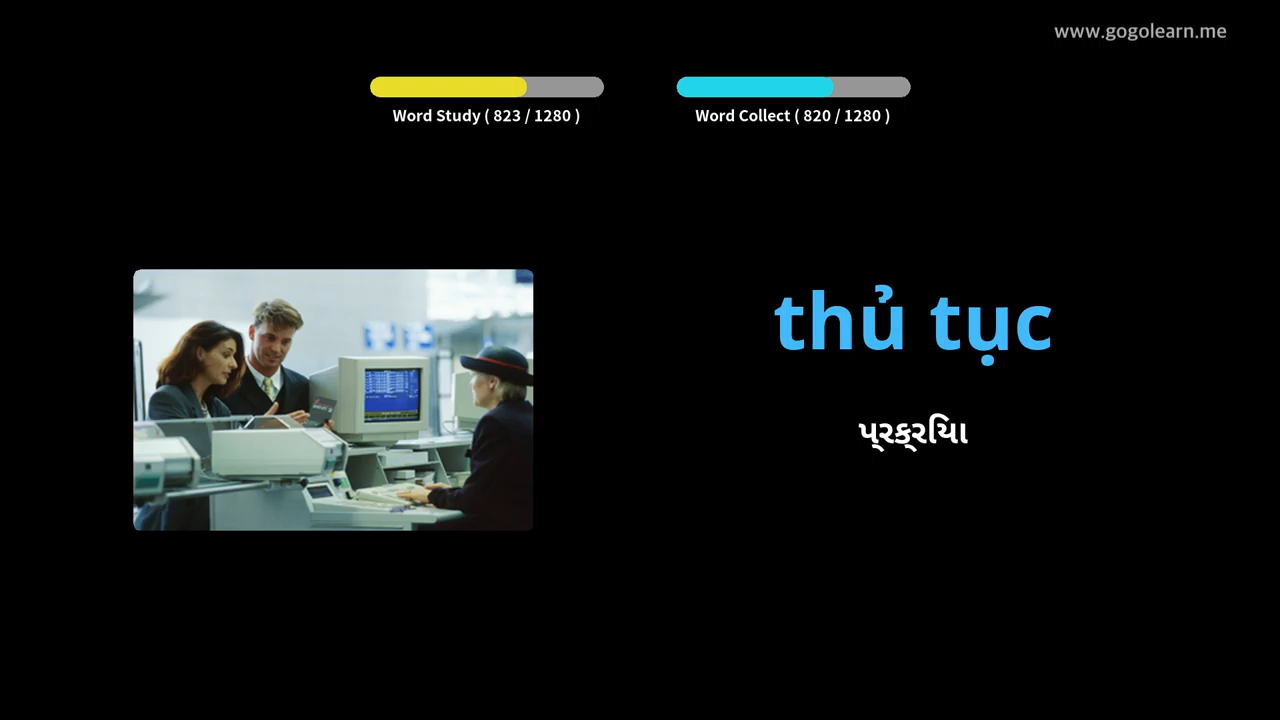 www.gogolearn.me
Word Study ( 823 / 1280 )
Word Collect ( 820 / 1280 )
thủ tục
પ્રક્રિયા